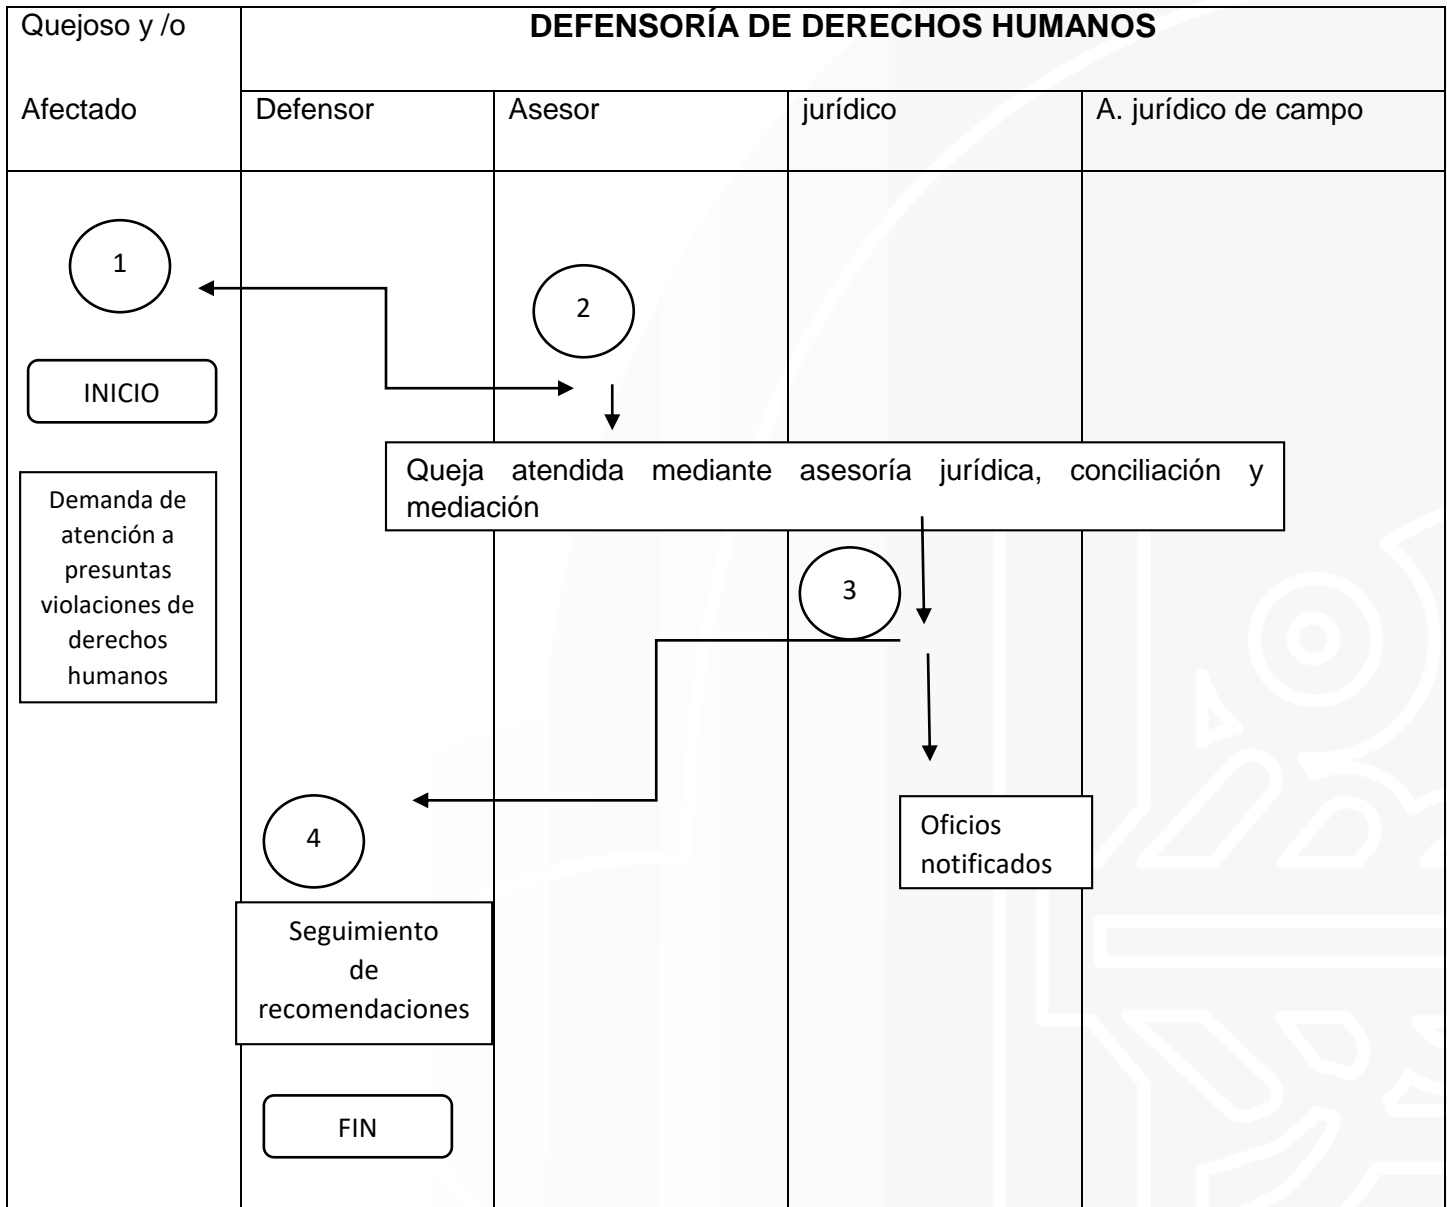 Quejoso y /o
Afectado
DEFENSORÍA DE DERECHOS HUMANOS
Defensor
Asesor
jurídico
A. jurídico de campo
1
2
INICIO
Queja atendida mediante asesoría jurídica, conciliación y
mediación
Demanda de
atención a
presuntas
violaciones de
derechos
humanos
3
4
Oficios
notificados
Seguimiento
de
recomendaciones
FIN